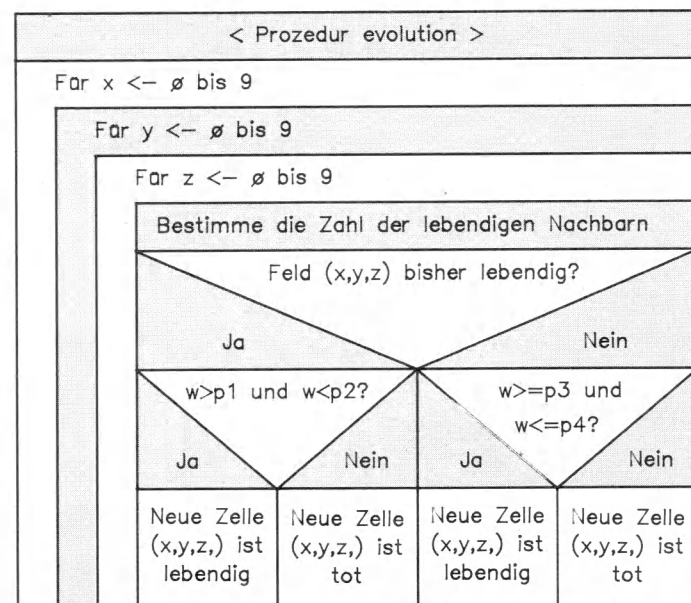 < Prozedur evolution >
Für x <- ø bis 9
Für y <- ø bis 9
Für z <- ø bis 9
Bestimme die Zahl der lebendigen Nachbarn
Feld (x,y,z) bisher lebendig?
Ja
Nein
w>p1 und w<p2?
w>=p3 und
w<=p4?
Ja
Nein
Ja
Nein
Neue Zelle
(x,y,z,) ist
lebendig
Neue Zelle
(x,y,z,) ist
tot
Neue Zelle
(x,y,z,) ist
lebendig
Neue Zelle
(x,y,z,) ist
tot